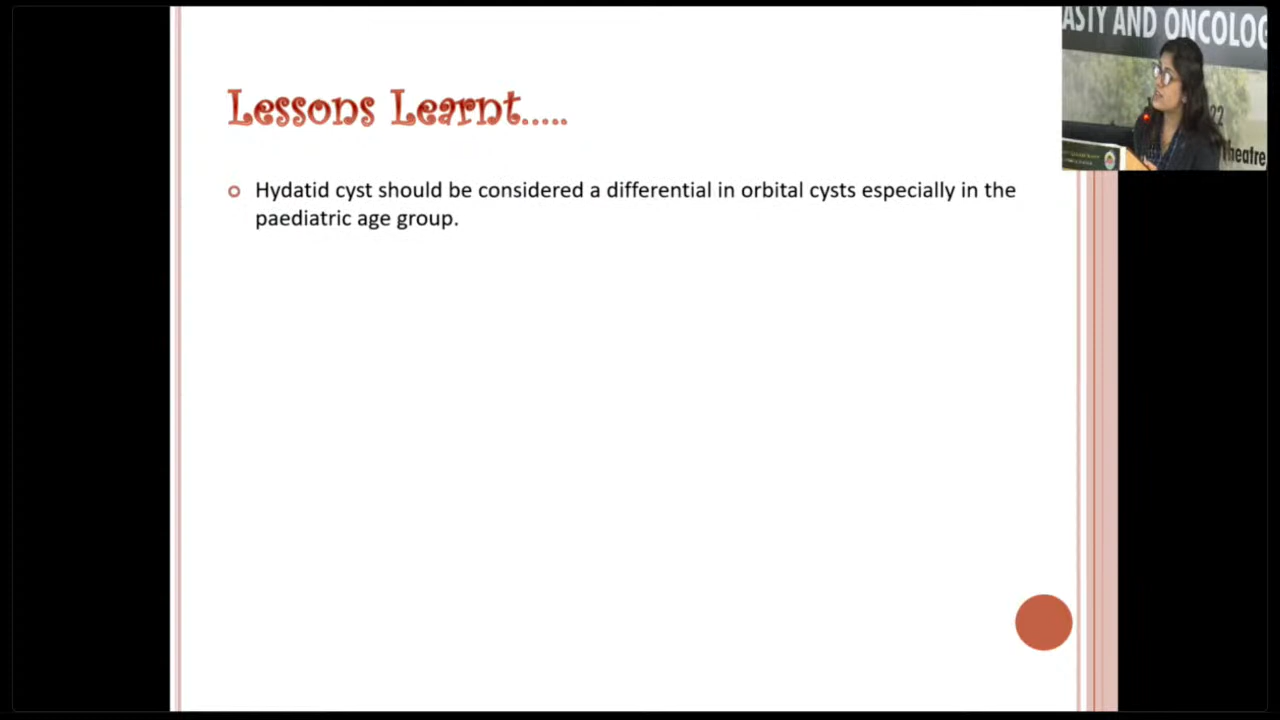 Lessons Learnt.....
Hydatid cyst should be considered a differential in orbital cysts especially in the
paediatric age group.
ASTY AND ONCOLOG
22
Theatre